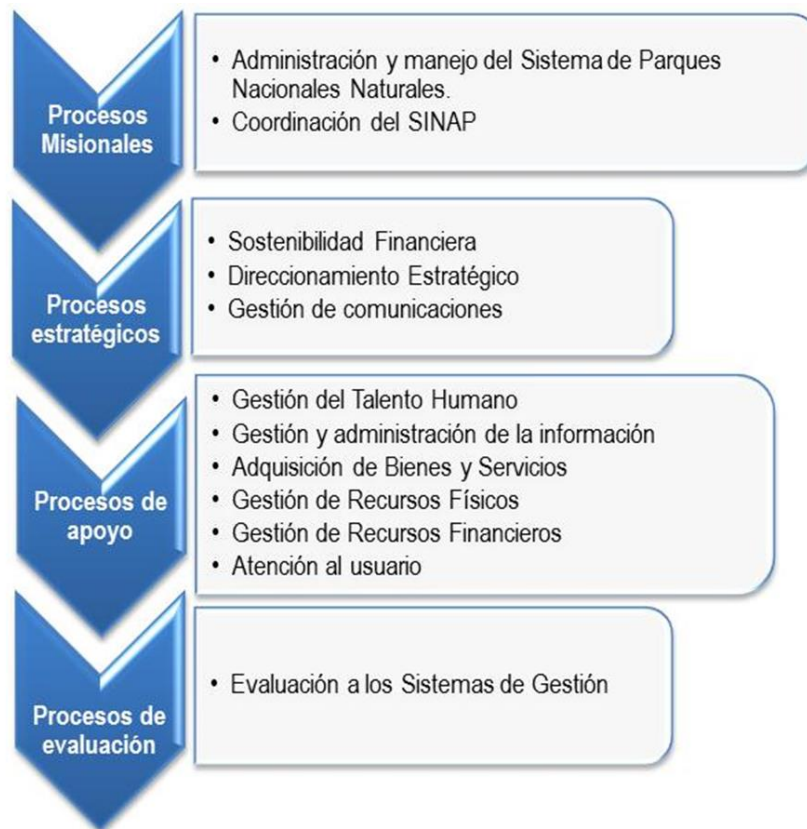 Procesos
Misionales
• Administración y manejo del Sistema de Parques
Nacionales Naturales.
• Coordinación del SINAP
Procesos
estratégicos
• Sostenibilidad Financiera
• Direccionamiento Estratégico
• Gestión de comunicaciones
Procesos de
apoyo
• Gestión del Talento Humano
• Gestión y administración de la información
• Adquisición de Bienes y Servicios
• Gestión de Recursos Físicos
• Gestión de Recursos Financieros
• Atención al usuario
Procesos de
evaluación
• Evaluación a los Sistemas de Gestión